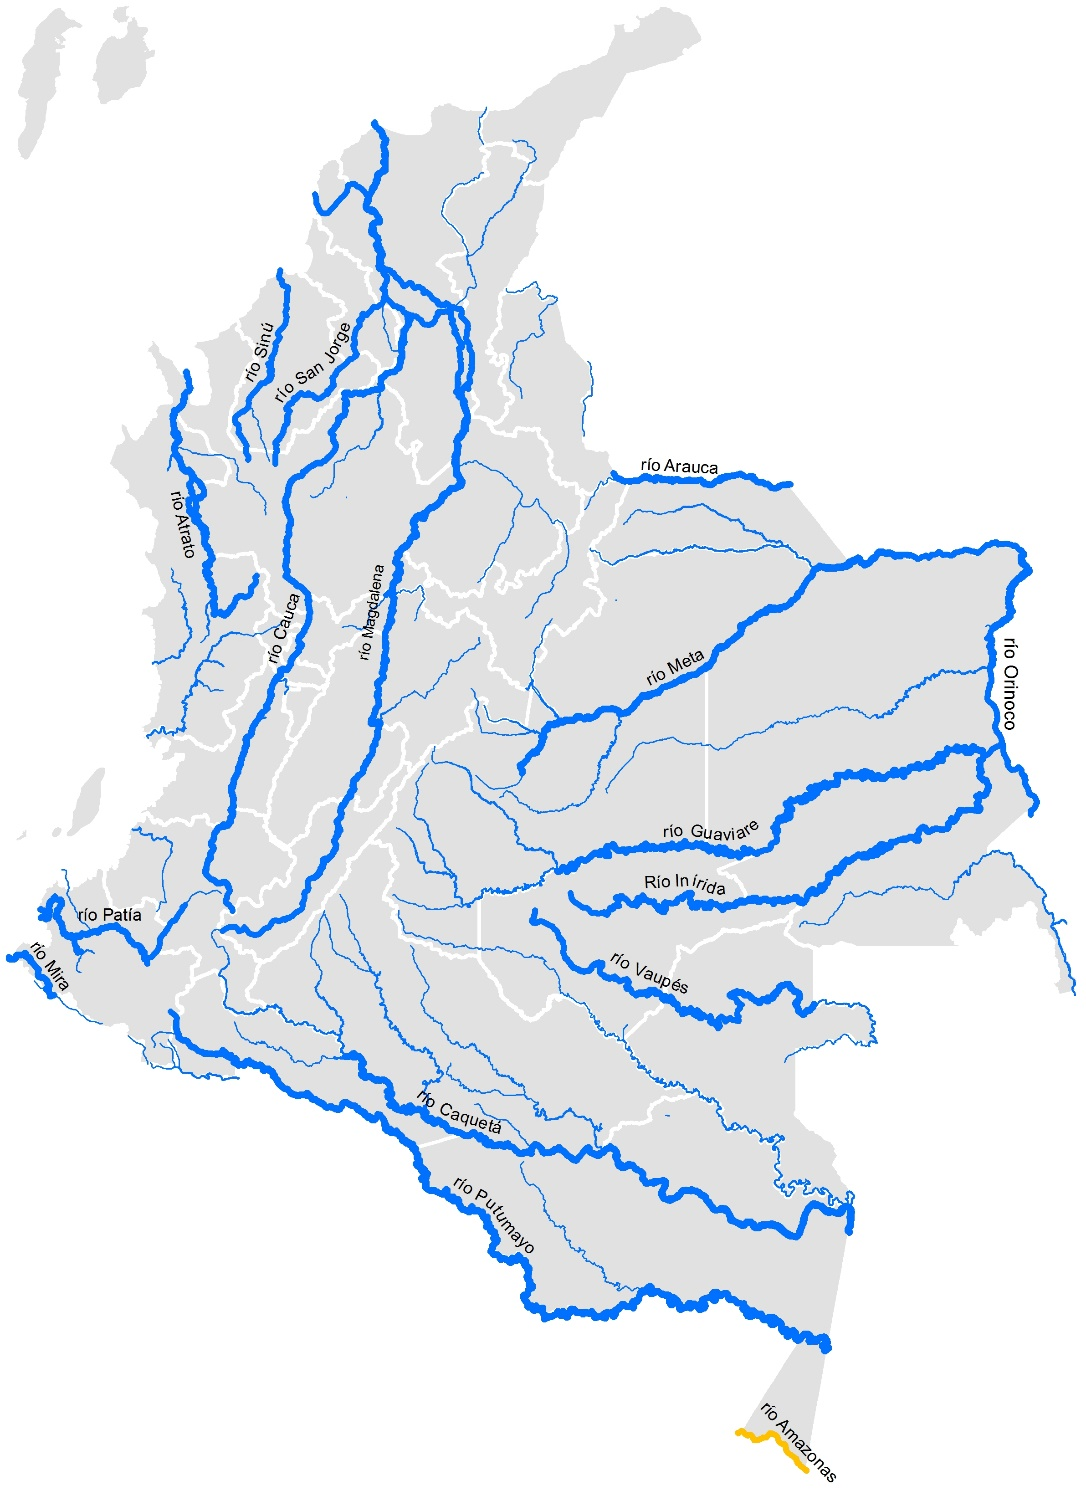 río Sinú
río San Jorge
río Arauca
río Atrato
río Magdalena
río Cauca
río Meta
río Orinoco
río Guaviare
Río Inírida
río Patía
río Mira
río Vaupés
río Caquetá
río Putumayo
río Amazonas